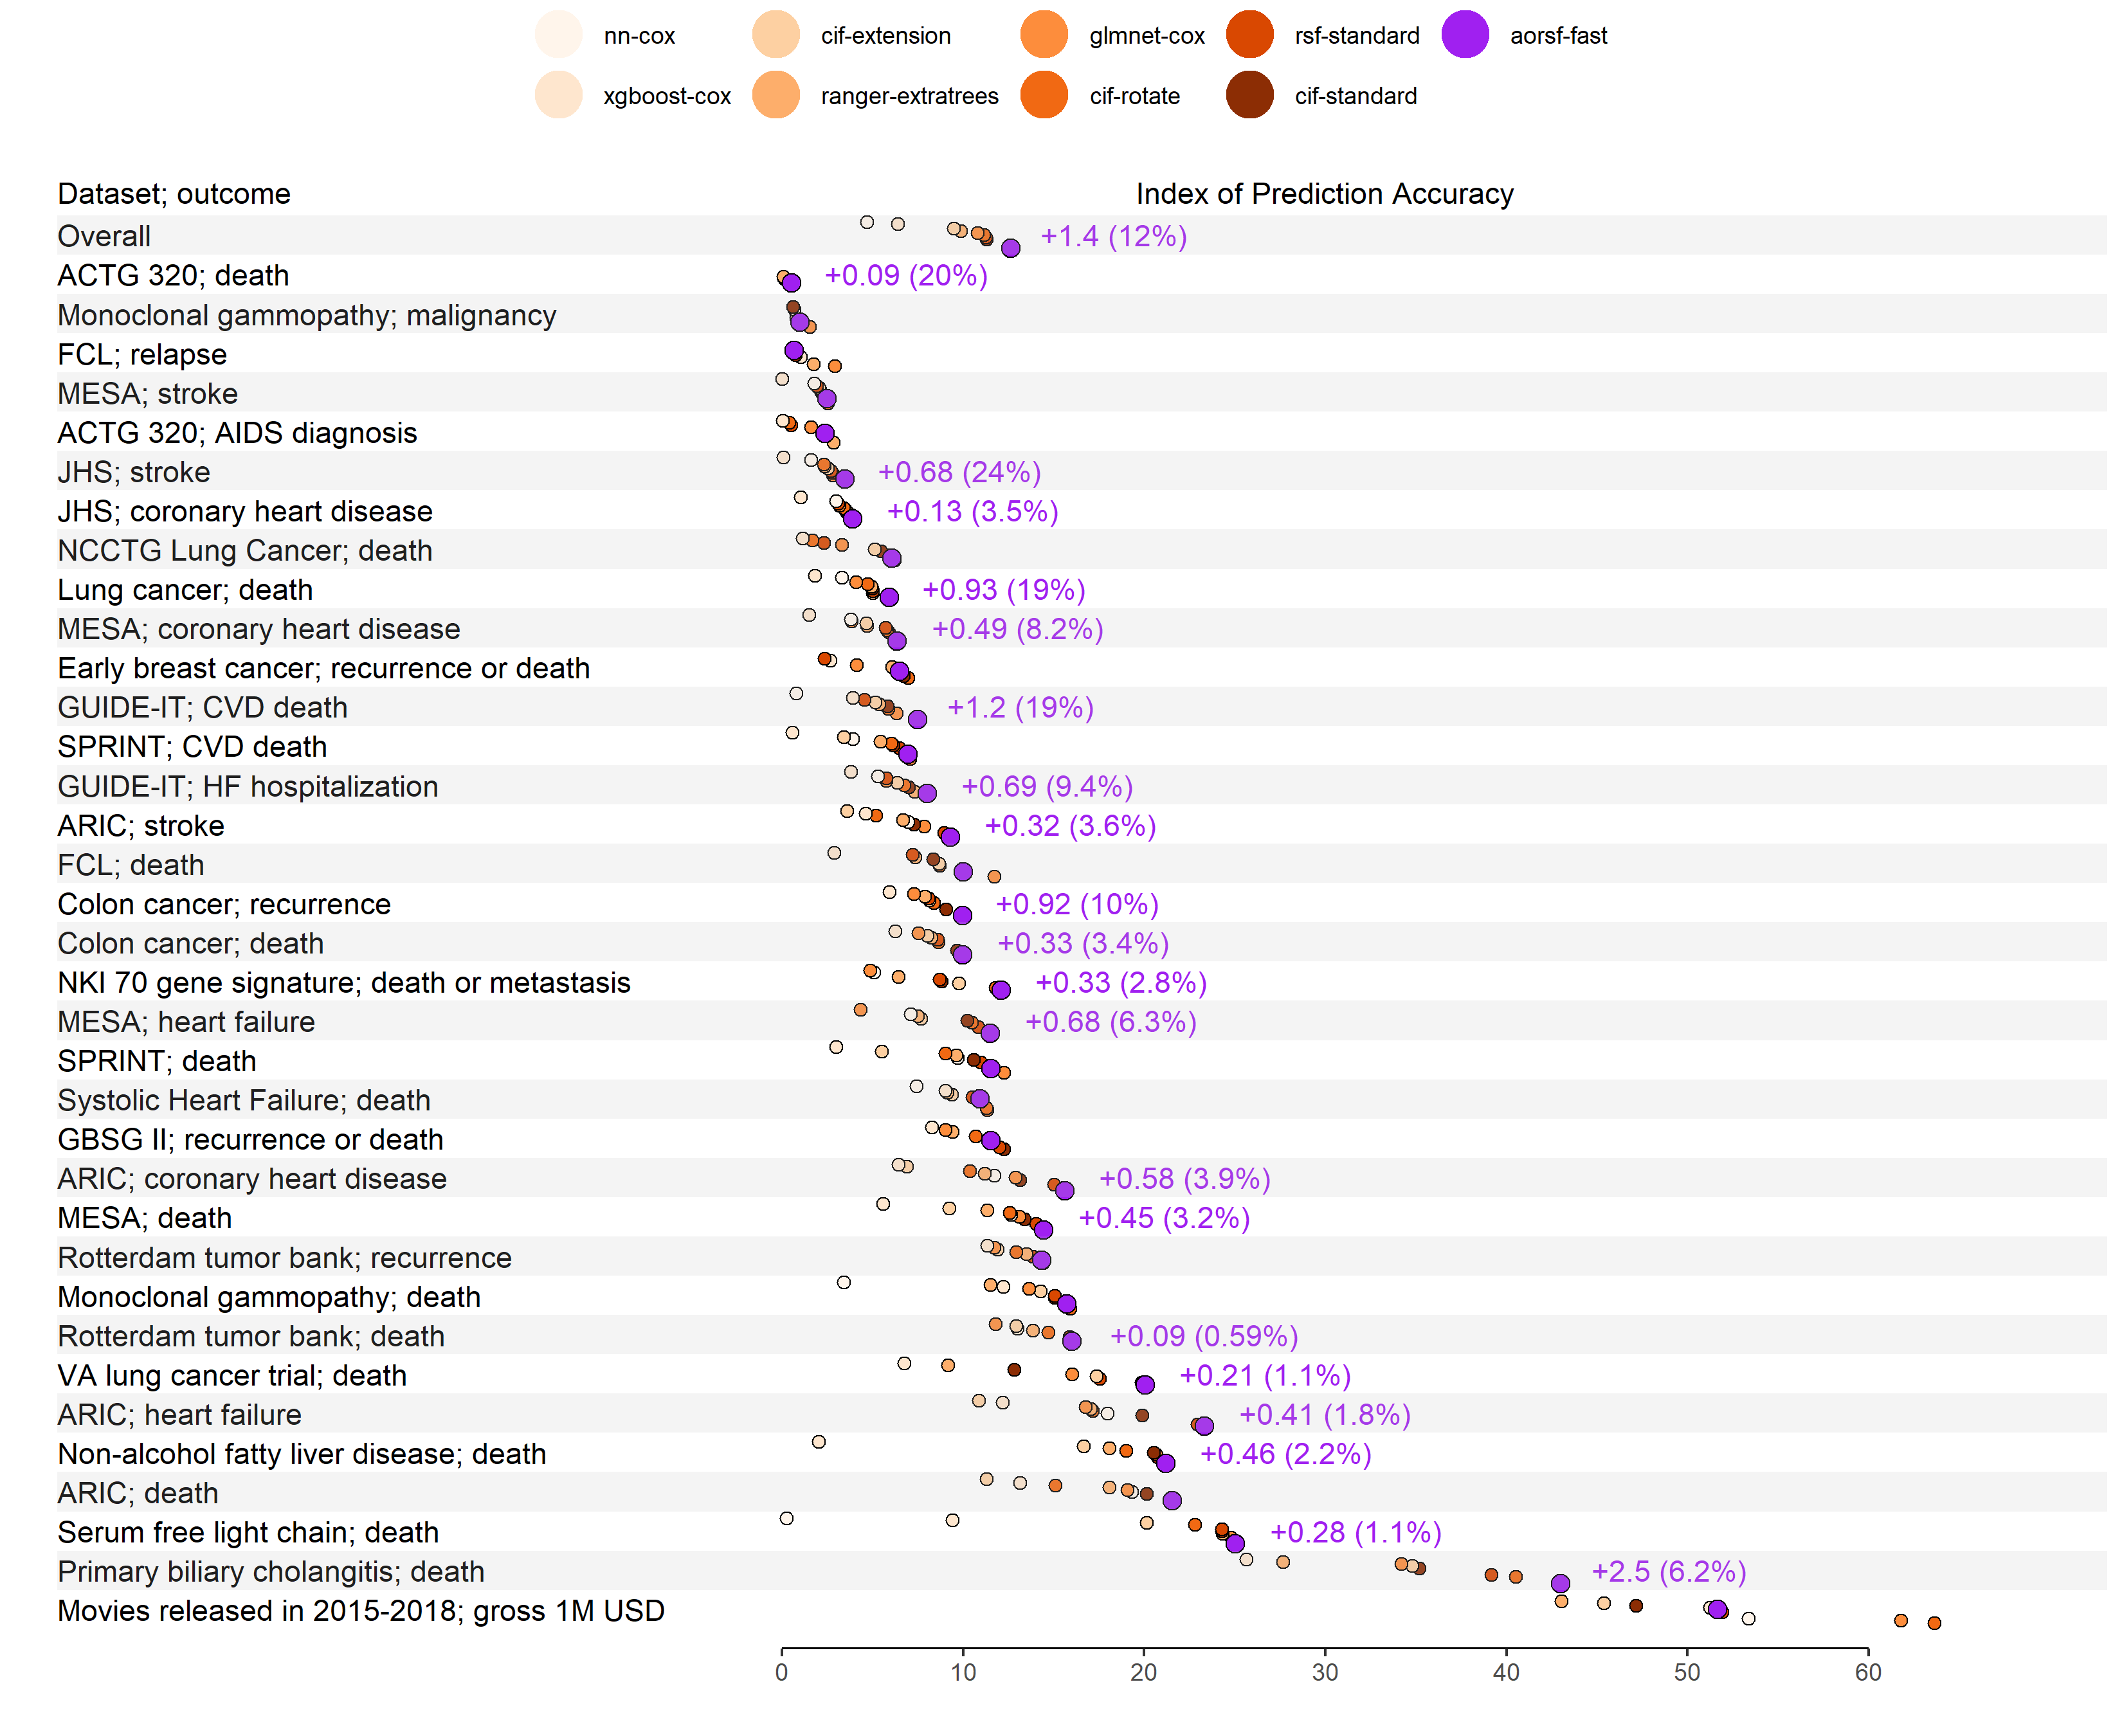 nn-cox cif-extension glmnet-cox rsf-standard aorsf-fast
xgboost-cox ranger-extratrees cif-rotate cif-standard
Dataset; outcome Index of Prediction Accuracy
Overall +1.4 (12%)
ACTG 320; death +0.09 (20%)
Monoclonal gammopathy; malignancy
FCL; relapse
MESA; stroke
ACTG 320; AIDS diagnosis
JHS; stroke +0.68 (24%)
JHS; coronary heart disease +0.13 (3.5%)
NCCTG Lung Cancer; death
Lung cancer; death +0.93 (19%)
MESA; coronary heart disease +0.49 (8.2%)
Early breast cancer; recurrence or death
GUIDE-IT; CVD death +1.2 (19%)
SPRINT; CVD death
GUIDE-IT; HF hospitalization +0.69 (9.4%)
ARIC; stroke +0.32 (3.6%)
FCL; death
Colon cancer; recurrence +0.92 (10%)
Colon cancer; death +0.33 (3.4%)
NKI 70 gene signature; death or metastasis +0.33 (2.8%)
MESA; heart failure +0.68 (6.3%)
SPRINT; death
Systolic Heart Failure; death
GBSG II; recurrence or death
ARIC; coronary heart disease +0.58 (3.9%)
MESA; death +0.45 (3.2%)
Rotterdam tumor bank; recurrence
Monoclonal gammopathy; death
Rotterdam tumor bank; death +0.09 (0.59%)
VA lung cancer trial; death +0.21 (1.1%)
ARIC; heart failure +0.41 (1.8%)
Non-alcohol fatty liver disease; death +0.46 (2.2%)
ARIC; death
Serum free light chain; death +0.28 (1.1%)
Primary biliary cholangitis; death +2.5 (6.2%)
Movies released in 2015-2018; gross 1M USD
0 10 20 30 40 50 60